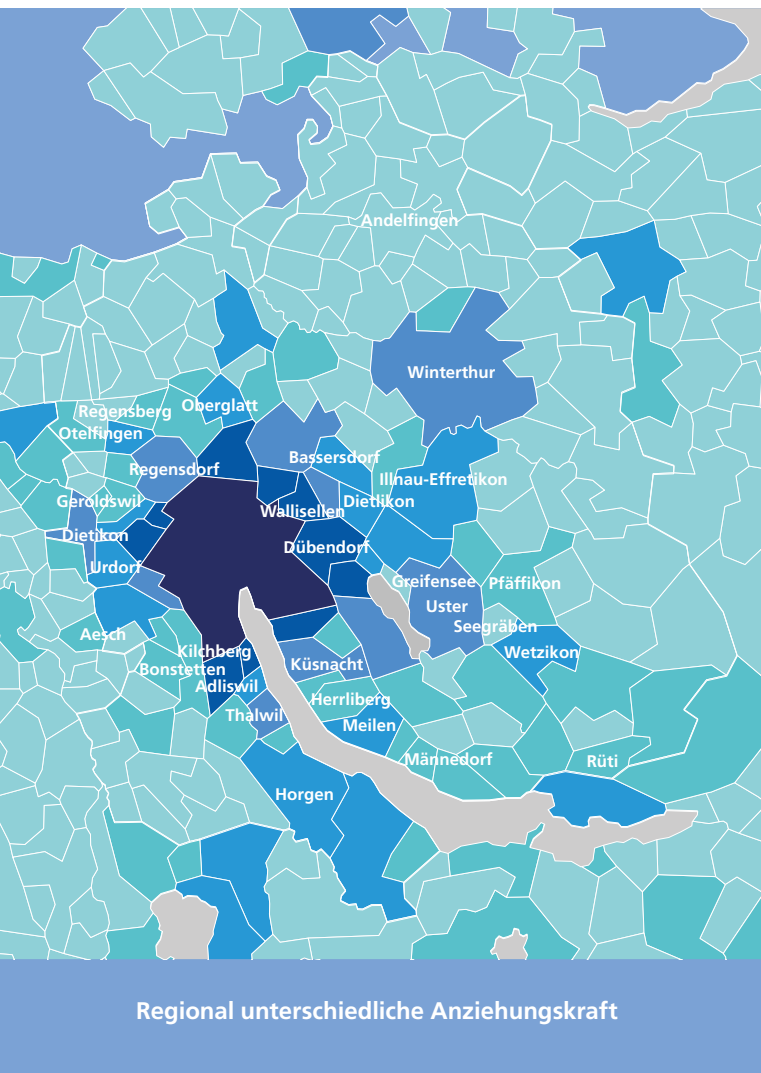 Andelfingen
Winterthur
Oberglatt
Regensberg
Otelfingen
Bassersdorf
Regensdorf
Illnau-Effretikon
Geroldswil
Dietlikon
Wallisellen
Dietikon
Dübendorf
Urdorf
Greifensee
Pfäffikon
Uster
Seegräben
Aesch
Kilchberg
Wetzikon
Küsnacht
Bonstetten
Adliswil
Herrliberg
Thalwil
Meilen
Männedorf
Rüti
Horgen
Regional unterschiedliche Anziehungskraft